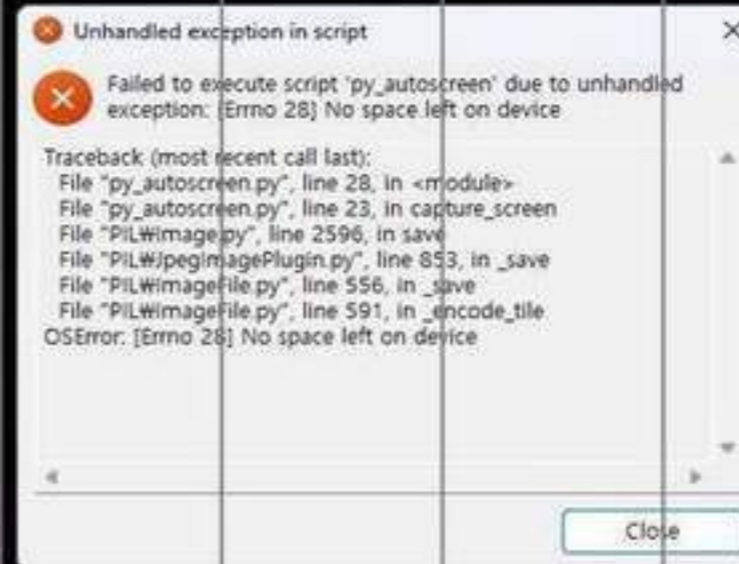 Unhandled exception in script
Failed to execute script 'py_autoscreen' due to unhandled
exception: [Errno 28] No space left on device
Traceback (most recent call last):
File "py_autoscreen.py", line 28, in <module>
File "py_autoscreen.py", line 23, in capture_screen
File "PIL₩Image.py", line 2596, in save
File "PIL₩JpegImagePlugin.py", line 853, in _save
File "PIL₩ImageFile.py", line 556, in _save
File "PIL₩ImageFile.py", line 591, in _encode_tile
OSError: [Errno 28] No space left on device
Close